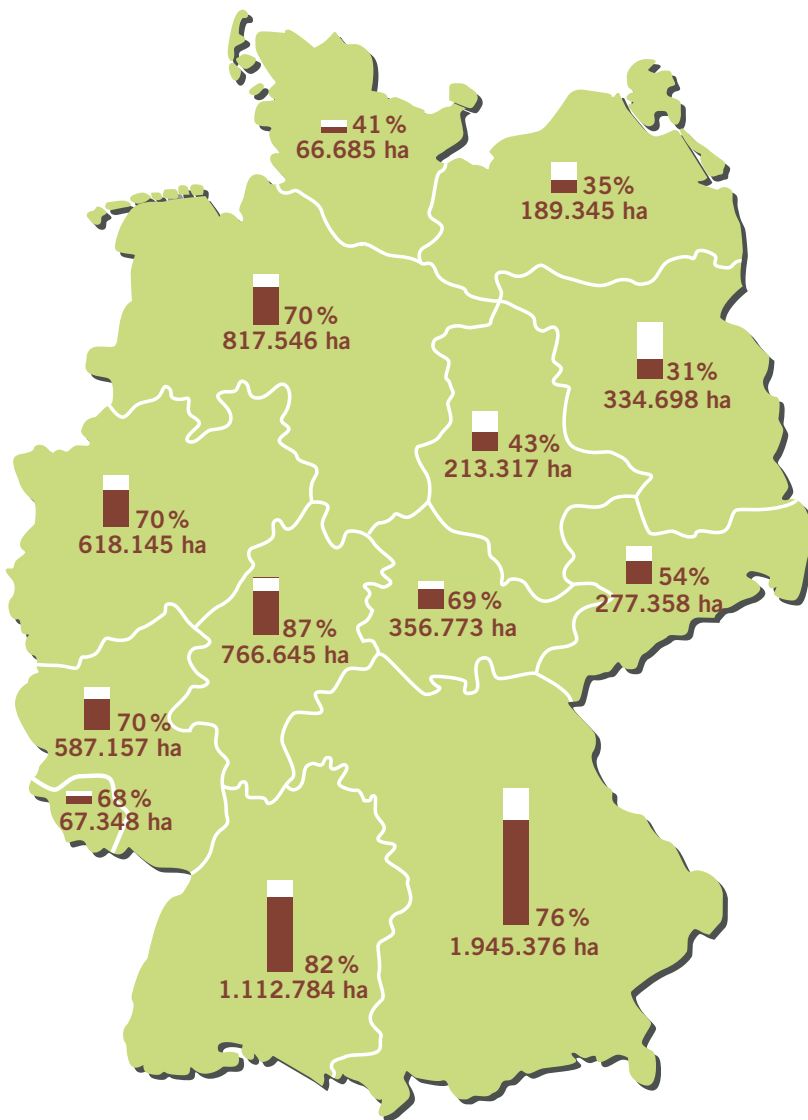 41%
66.685 ha
35%
189.345 ha
70%
817.546 ha
31%
334.698 ha
43%
213.317 ha
70%
618.145 ha
54%
277.358 ha
69%
356.773 ha
87%
766.645 ha
70%
587.157 ha
68%
67.348 ha
76%
1.945.376 ha
82%
1.112.784 ha